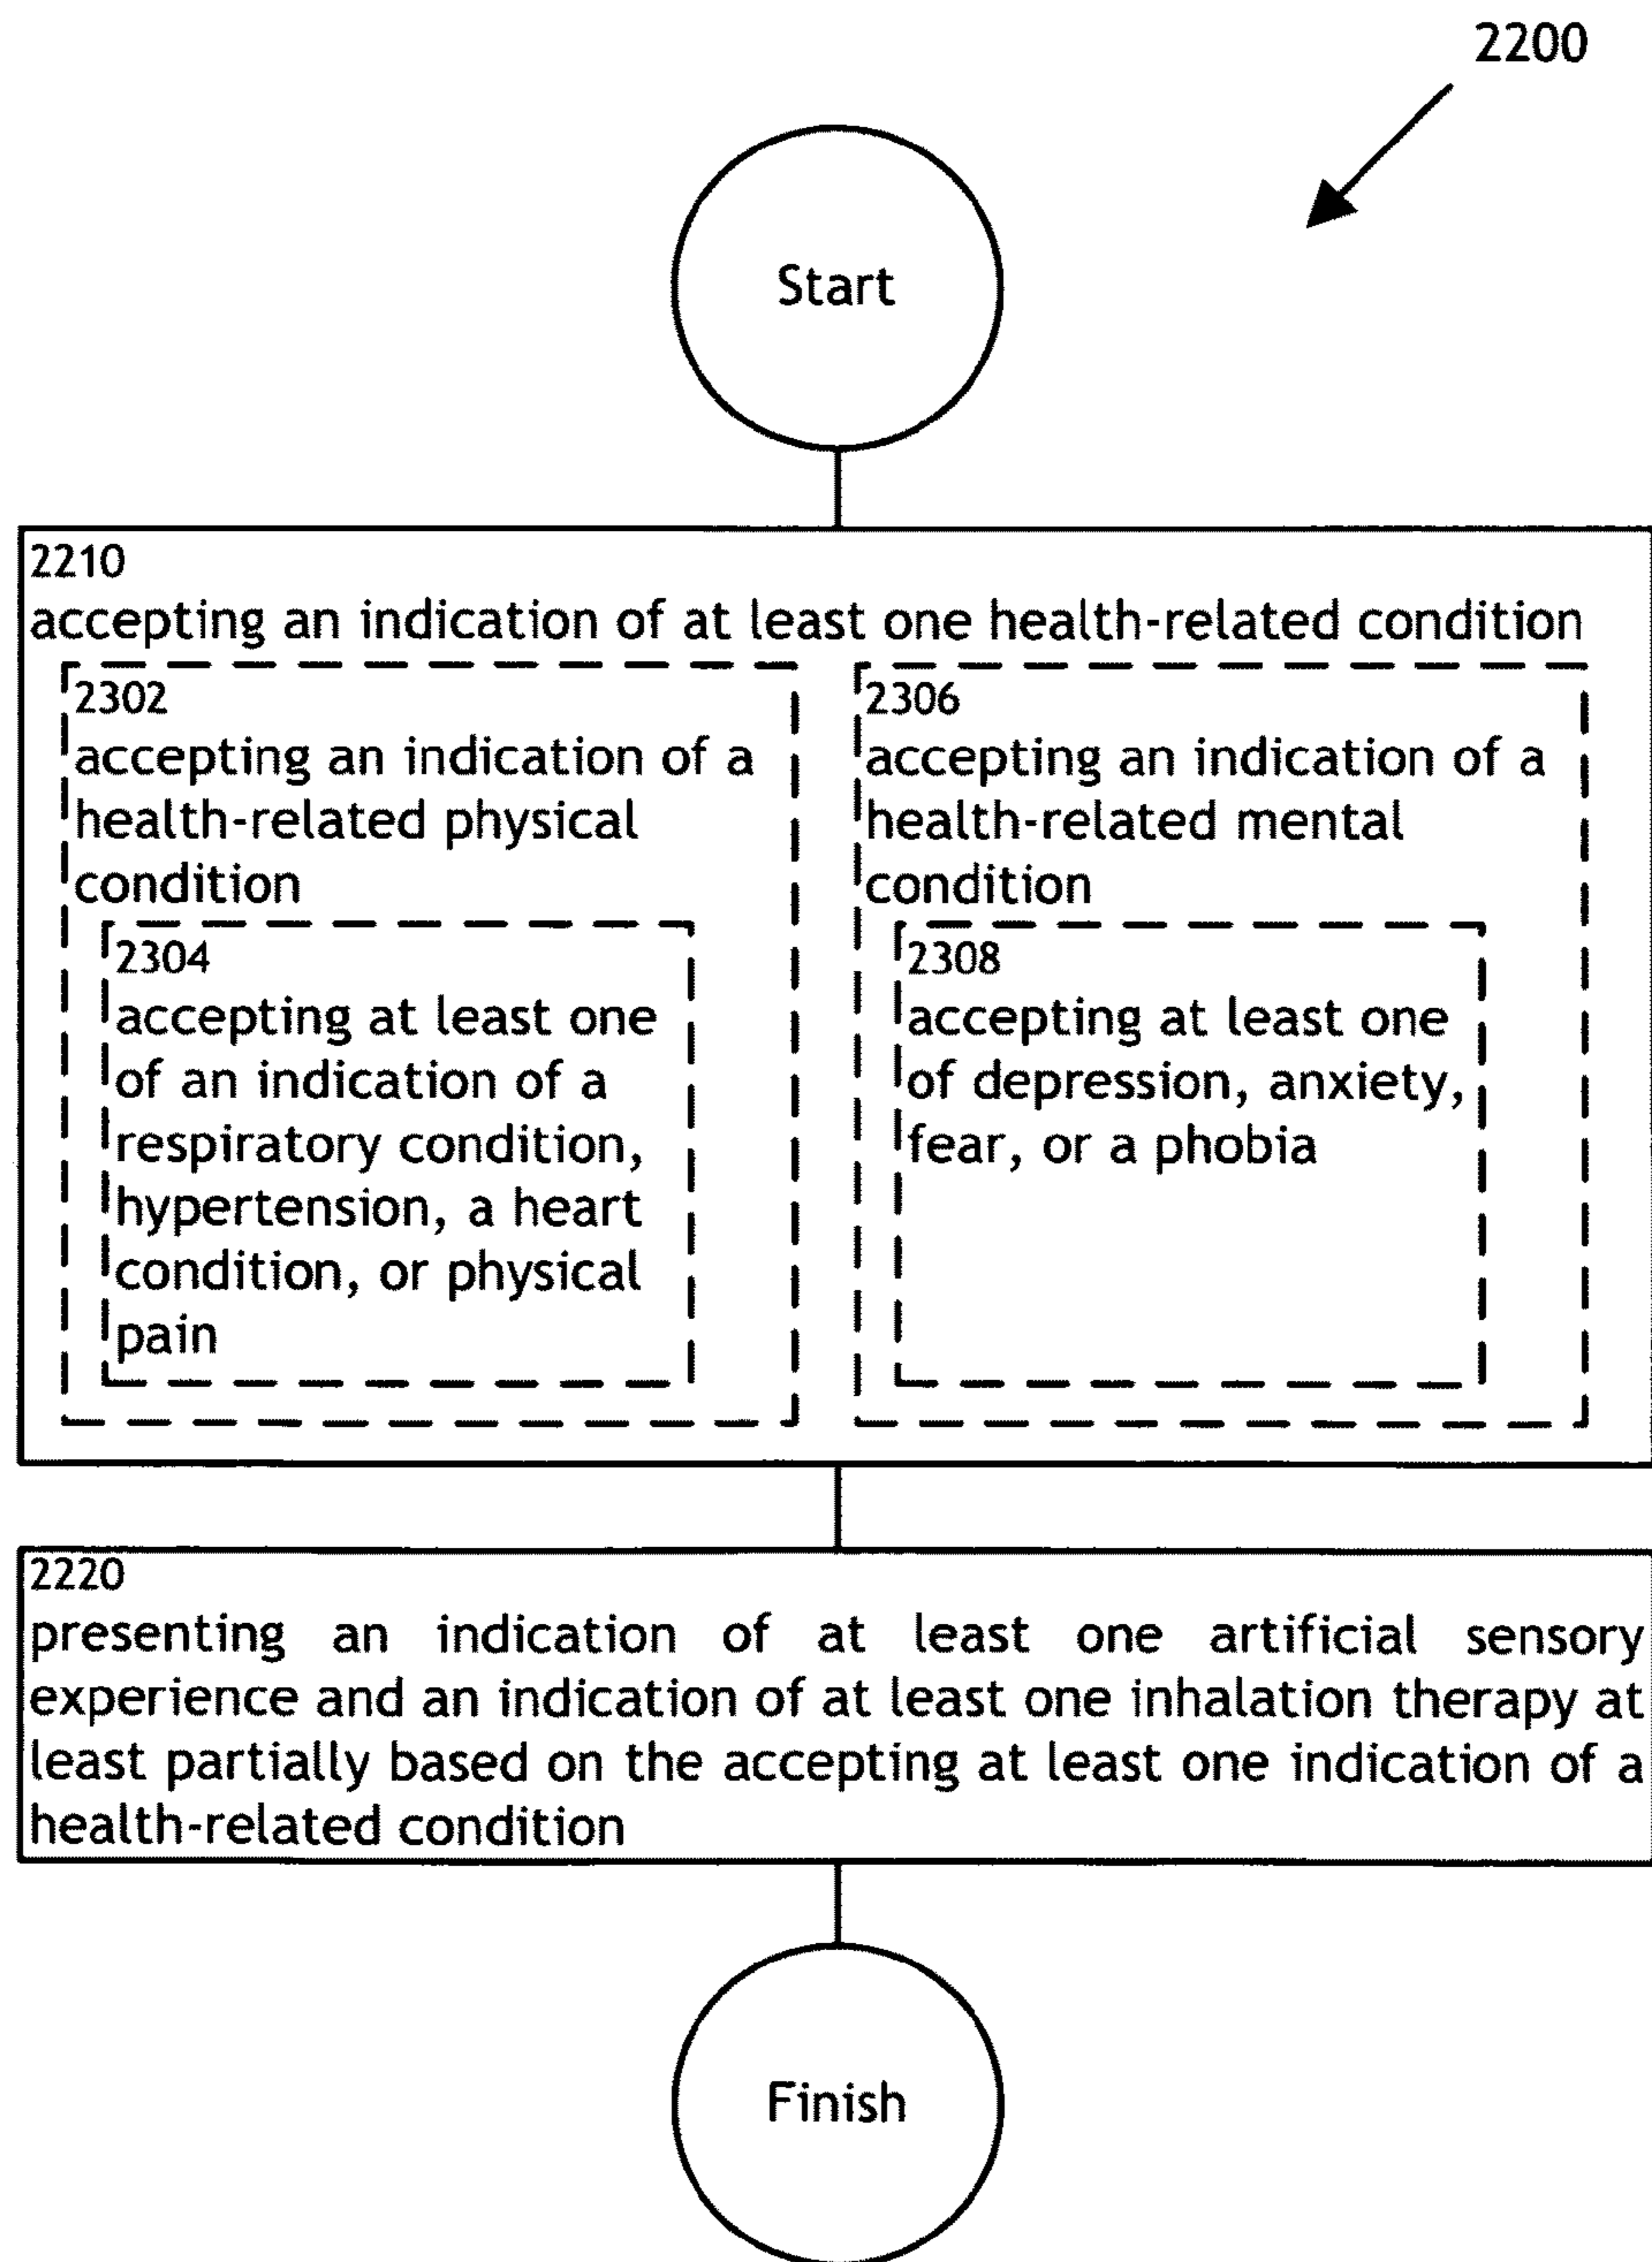 2200
Start
2210
accepting an indication of at least one health-related condition
2302
accepting an indication of a
health-related physical
condition
2304
accepting at least one
of an indication of a
respiratory condition,
hypertension, a heart
condition, or physical
pain
2306
accepting an indication of a
health-related mental
condition
2308
accepting at least one
of depression, anxiety,
fear, or a phobia
2220
presenting an indication of at least one artificial sensory
experience and an indication of at least one inhalation therapy at
least partially based on the accepting at least one indication of a
health-related condition
Finish